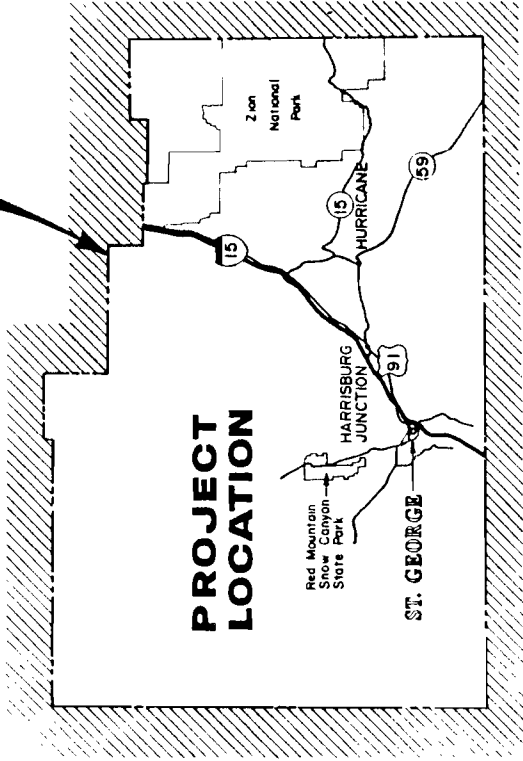 PROJECT
LOCATION
Zion
National
Park
15
15
HURRICANE
159
HARRISBURG
JUNCTION
91
Red Mountain
Snow Canyon
State Park
ST. GEORGE